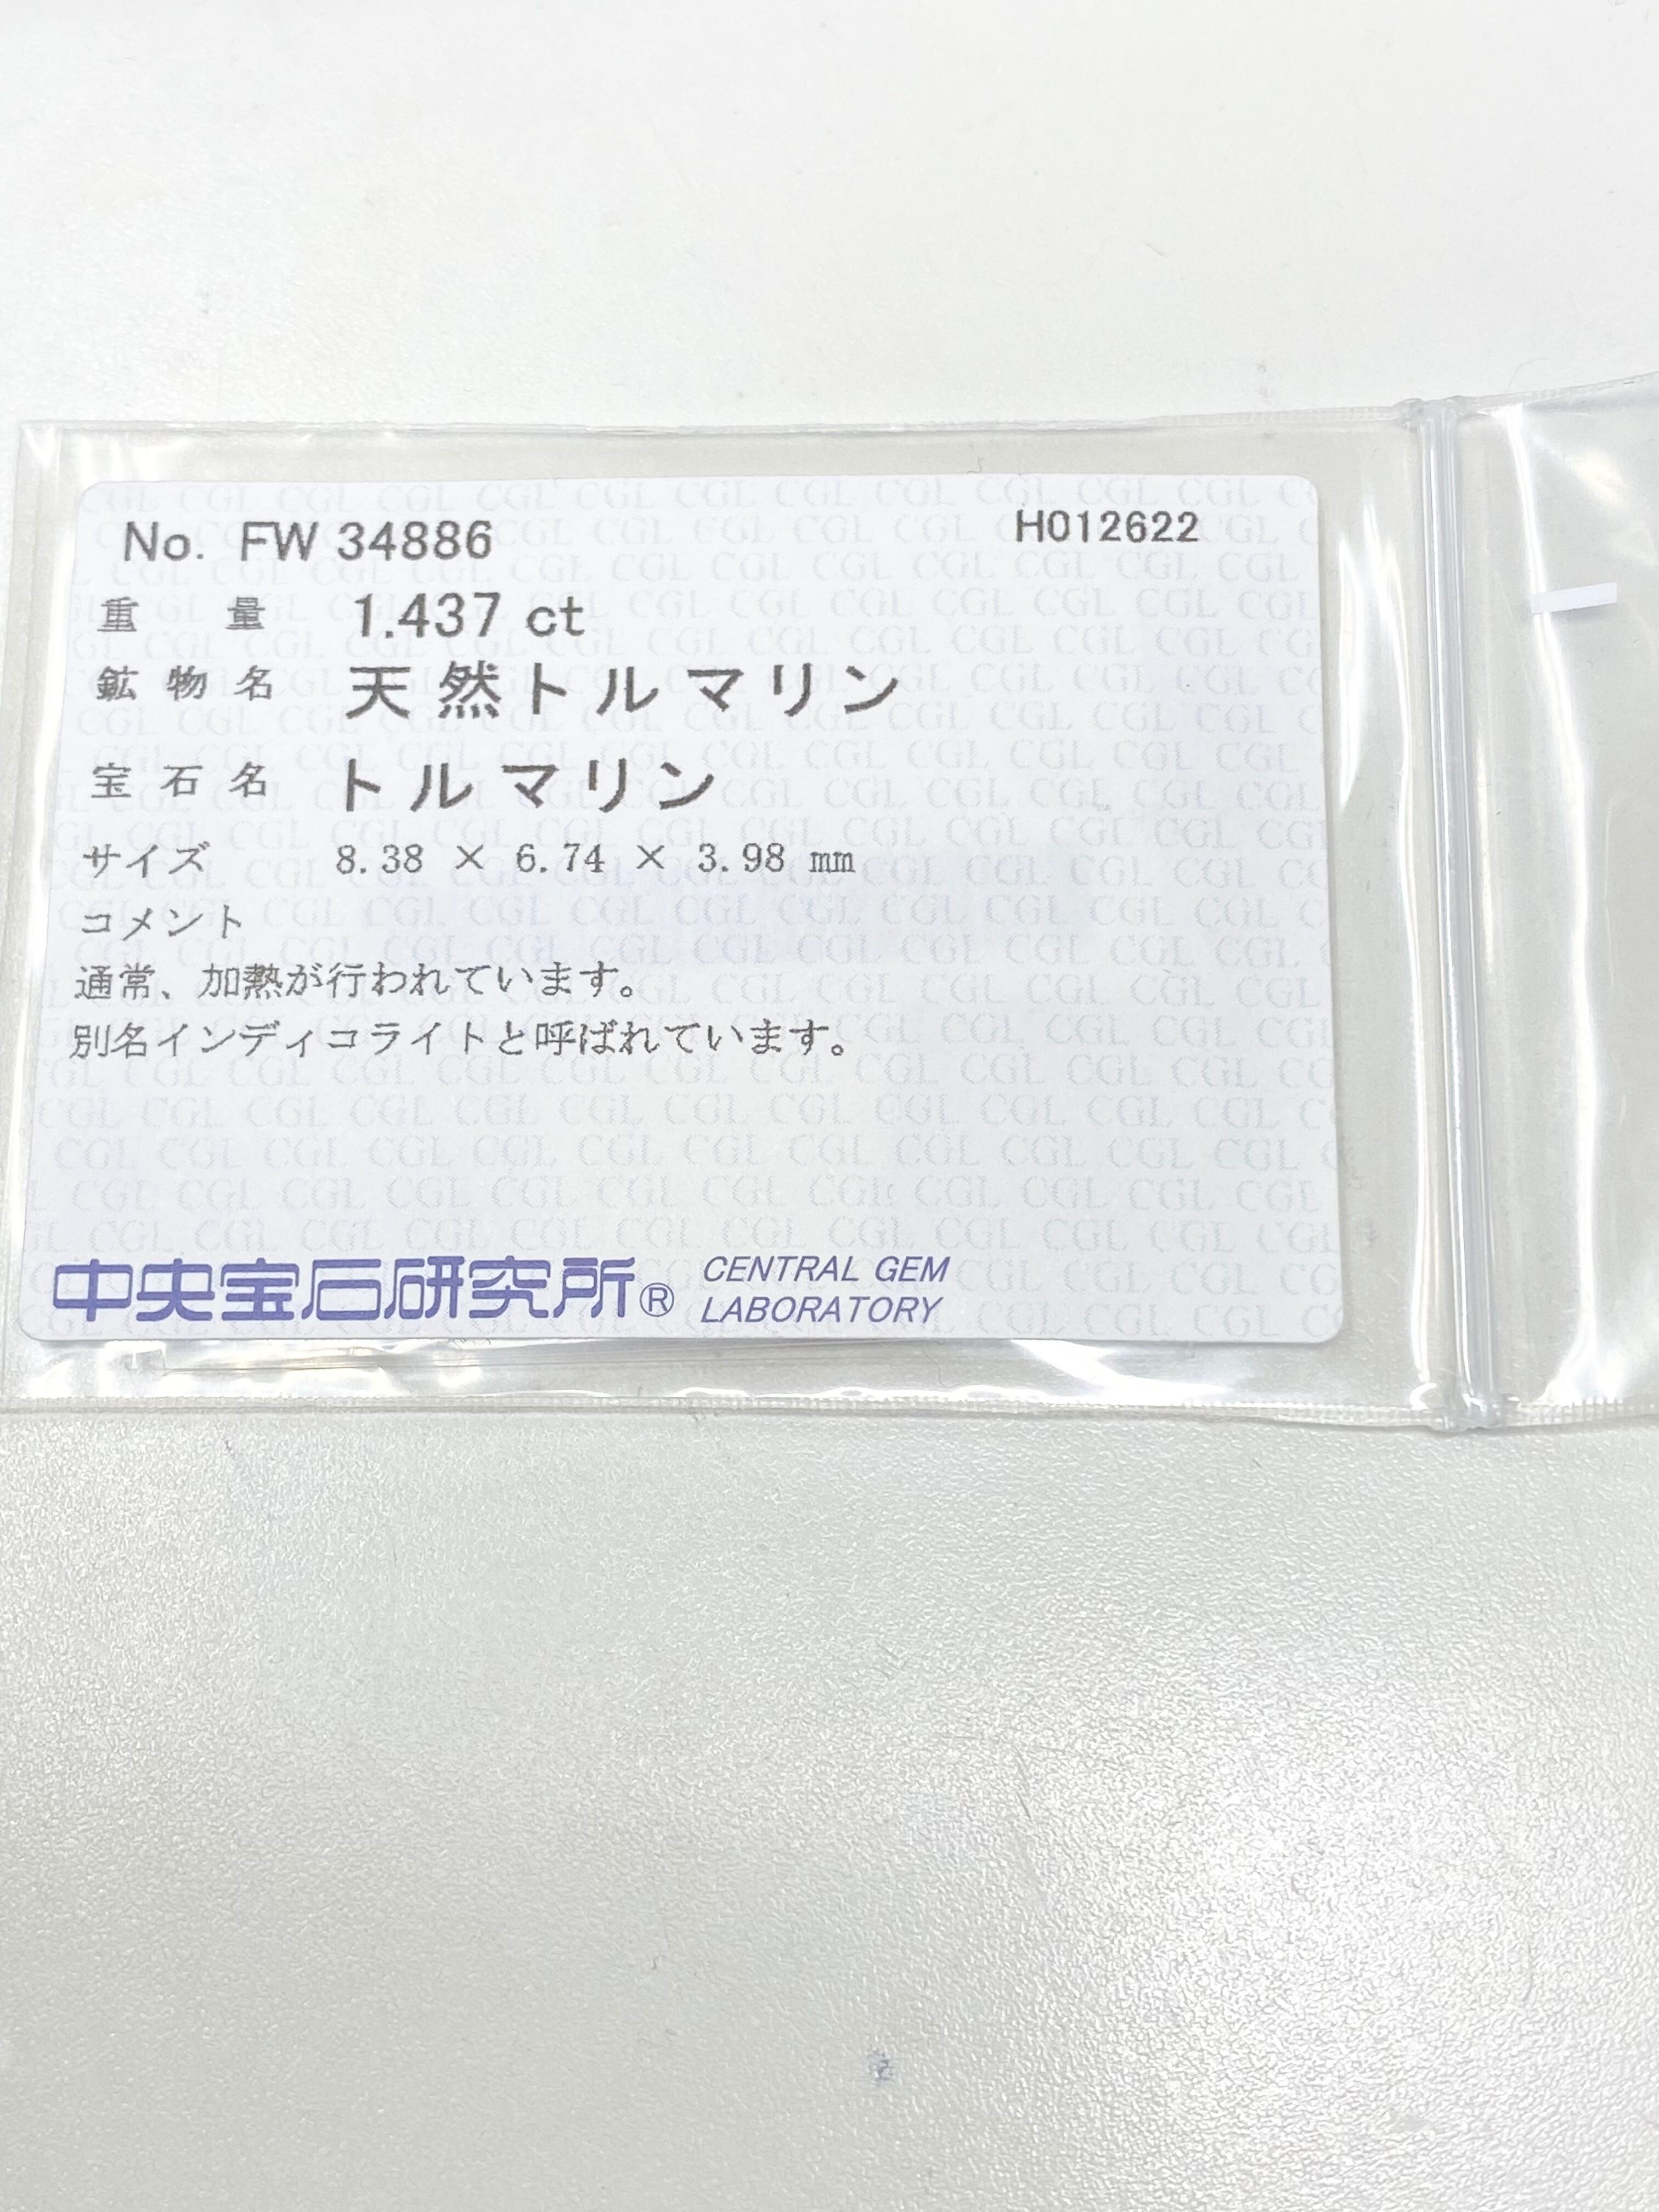 No. FW 34886 H012622
重量 1.437 ct
鉱物名 天然トルマリン
宝石名 トルマリン
サイズ 8.38 × 6.74 × 3.98 mm
コメント
通常、加熱が行われています。
別名インディコライトと呼ばれています。
中央宝石研究所® CENTRAL GEM
LABORATORY